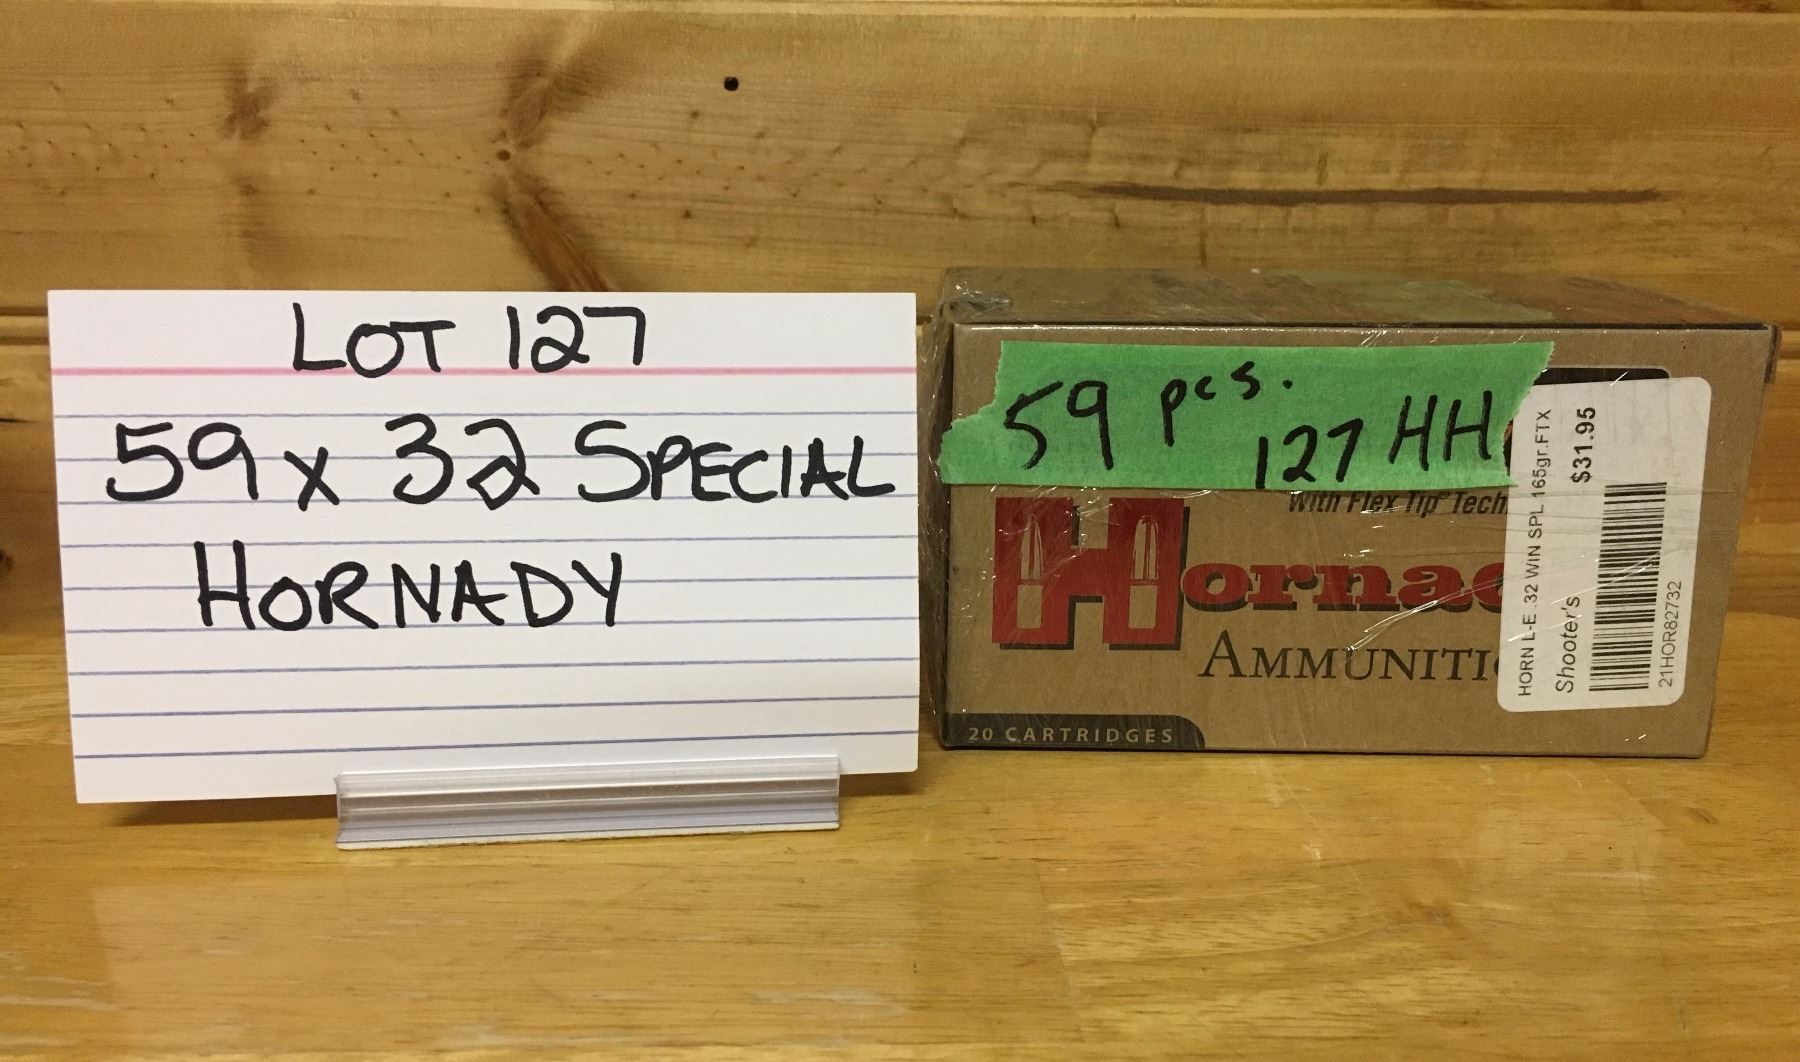 LOT 127
59 x 32 SPECIAL
HORNADY
59 pcs.
127 HH
With Flex Tip® Tech
Hornad
AMMUNITI
20 CARTRIDGES
HORN L-E .32 WIN SPL 165gr.FTX
$31.95
Shooter's
21HOR82732